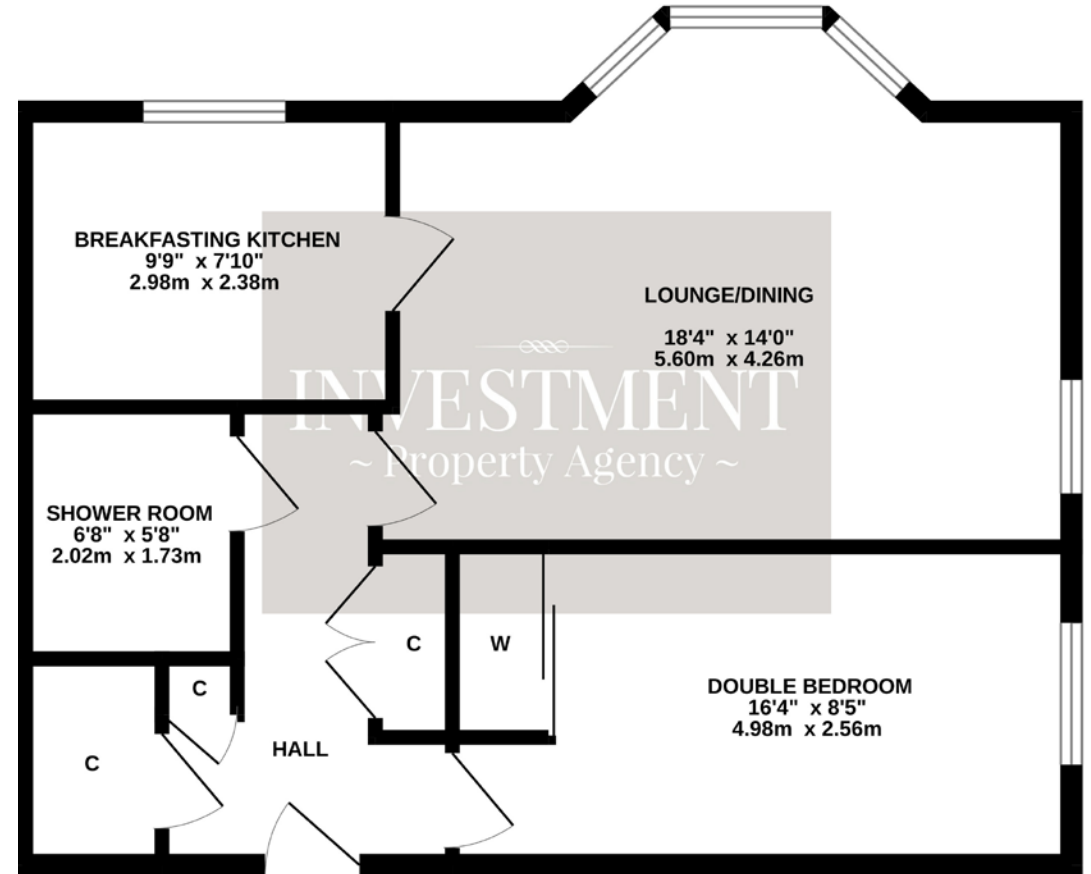 BREAKFASTING KITCHEN
9'9" x 7'10"
2.98m x 2.38m
LOUNGE/DINING
18'4" x 14'0"
5.60m x 4.26m
INVESTMENT
~ Property Agency ~
SHOWER ROOM
6'8" x 5'8"
2.02m x 1.73m
C
W
C
DOUBLE BEDROOM
16'4" x 8'5"
4.98m x 2.56m
HALL
C